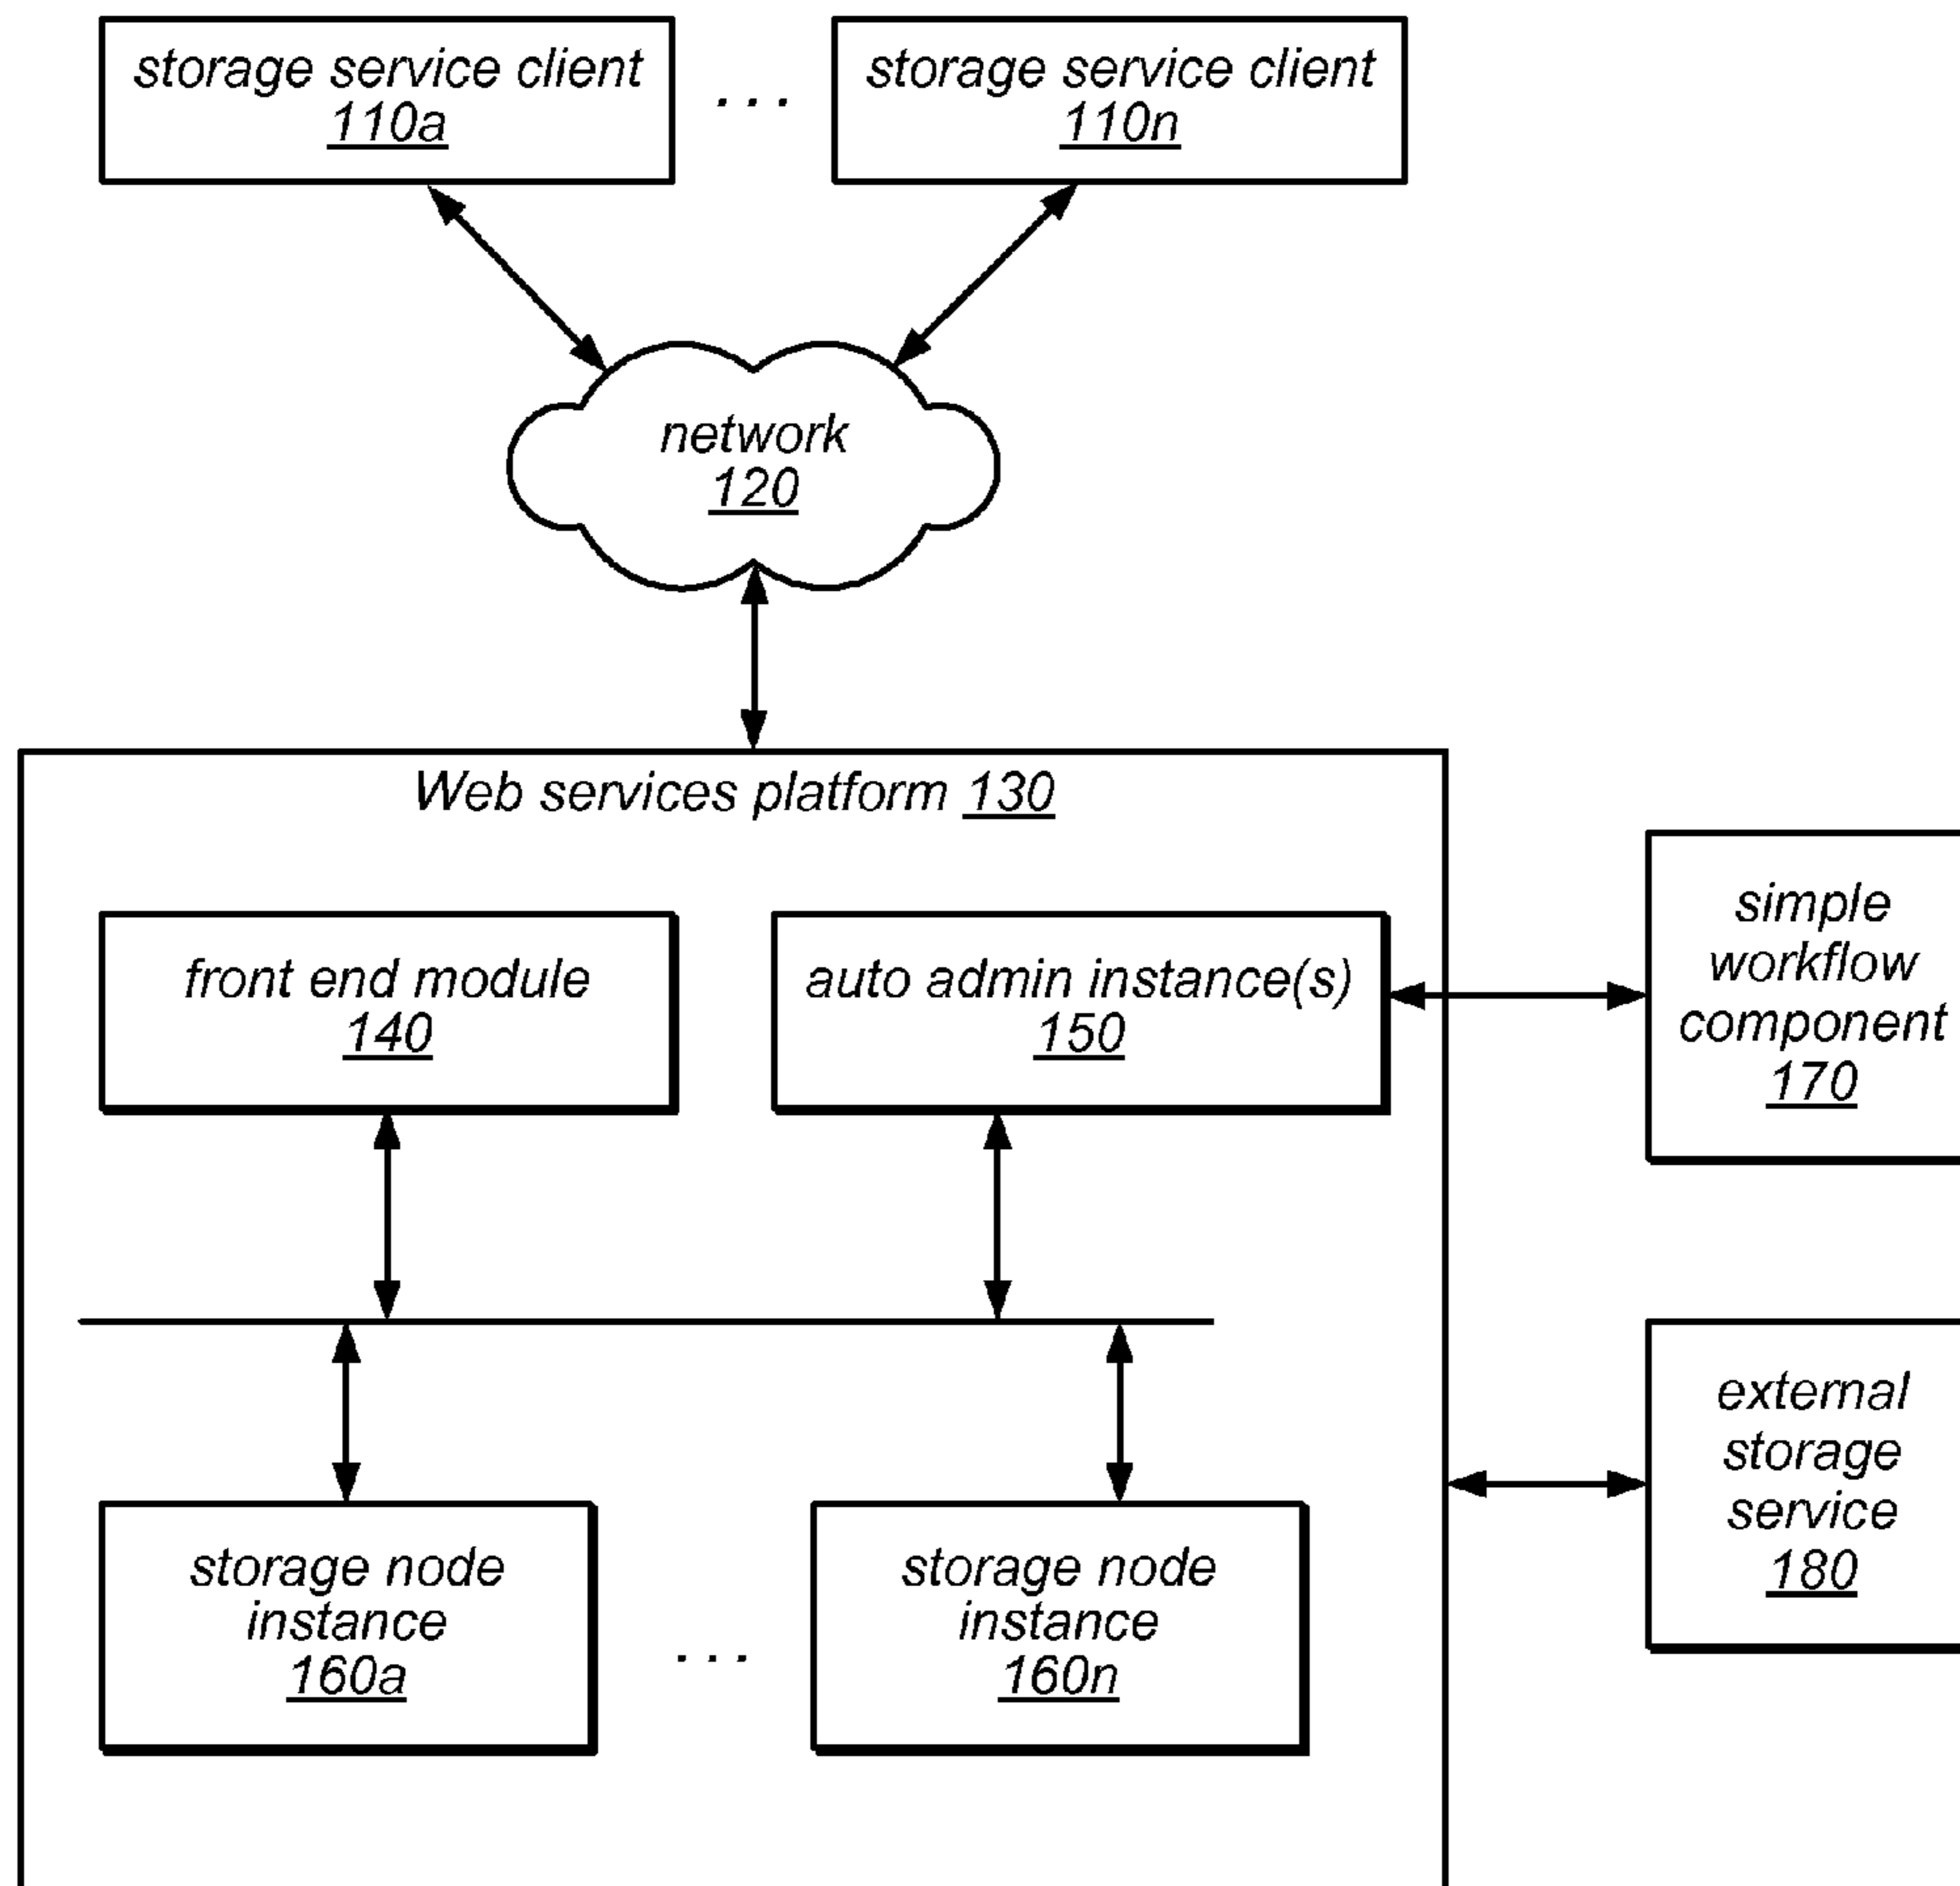 storage service client
110a
. . .
storage service client
110n
network
120
Web services platform 130
front end module
140
auto admin instance(s)
150
simple
workflow
component
170
external
storage
service
180
storage node
instance
160a
. . .
storage node
instance
160n